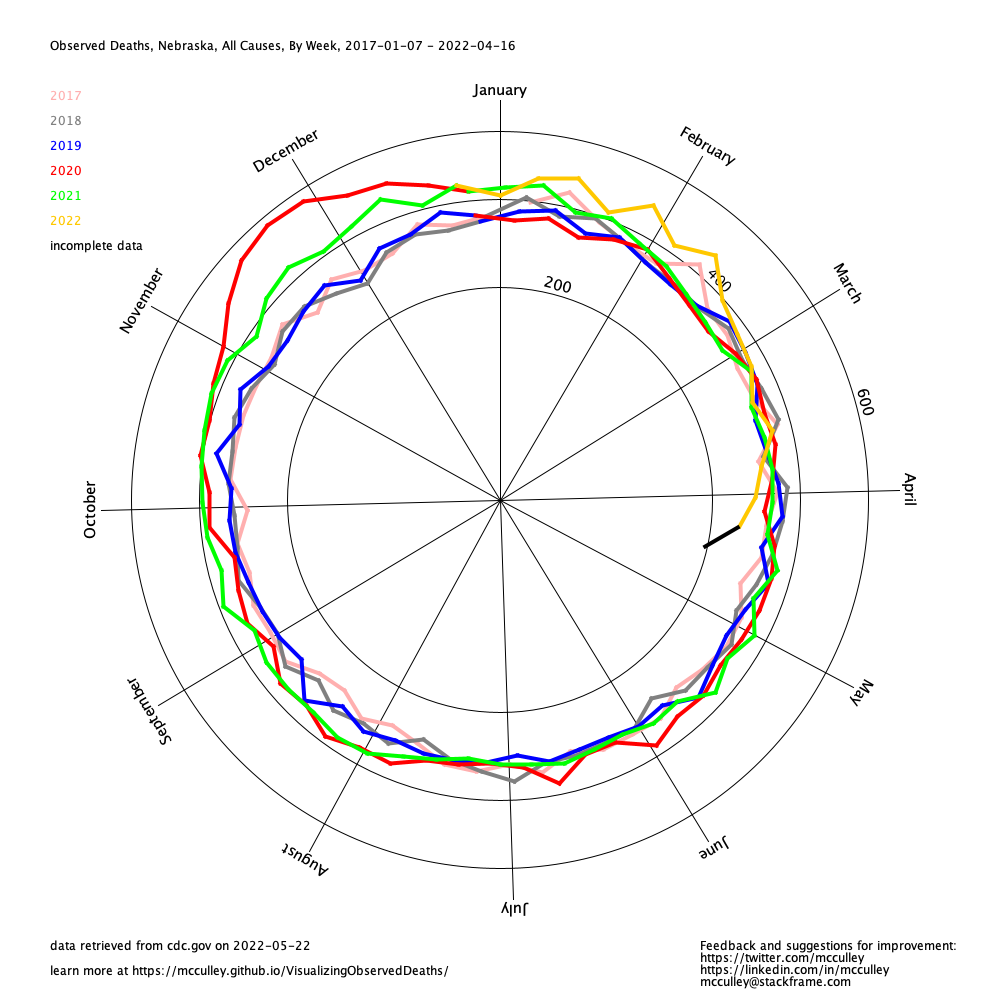 Observed Deaths, Nebraska, All Causes, By Week, 2017-01-07 - 2022-04-16
January
2017
2018
2019
2020
2021
2022
incomplete data
December
February
November
March
200
400
600
October
April
September
May
August
June
July
data retrieved from cdc.gov on 2022-05-22
learn more at https://mcculley.github.io/VisualizingObservedDeaths/
Feedback and suggestions for improvement:
https://twitter.com/mcculley
https://linkedin.com/in/mcculley
mcculley@stackframe.com